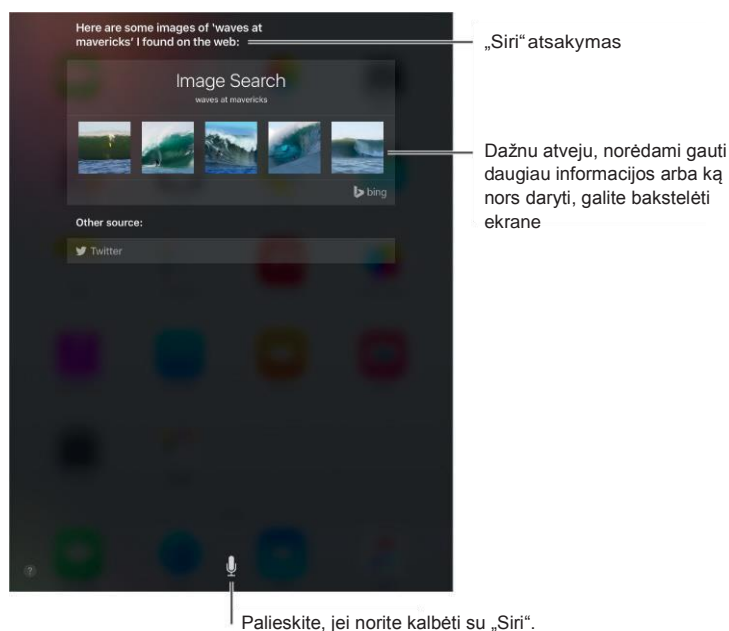 Here are some images of 'waves at
mavericks' I found on the web:
„Siri“ atsakymas
Image Search
waves at mavericks
Dažnu atveju, norėdami gauti
daugiau informacijos arba ką
nors daryti, galite bakstelėti
ekrane
bing
Other source:
Twitter
?
Palieskite, jei norite kalbėti su „Siri“.